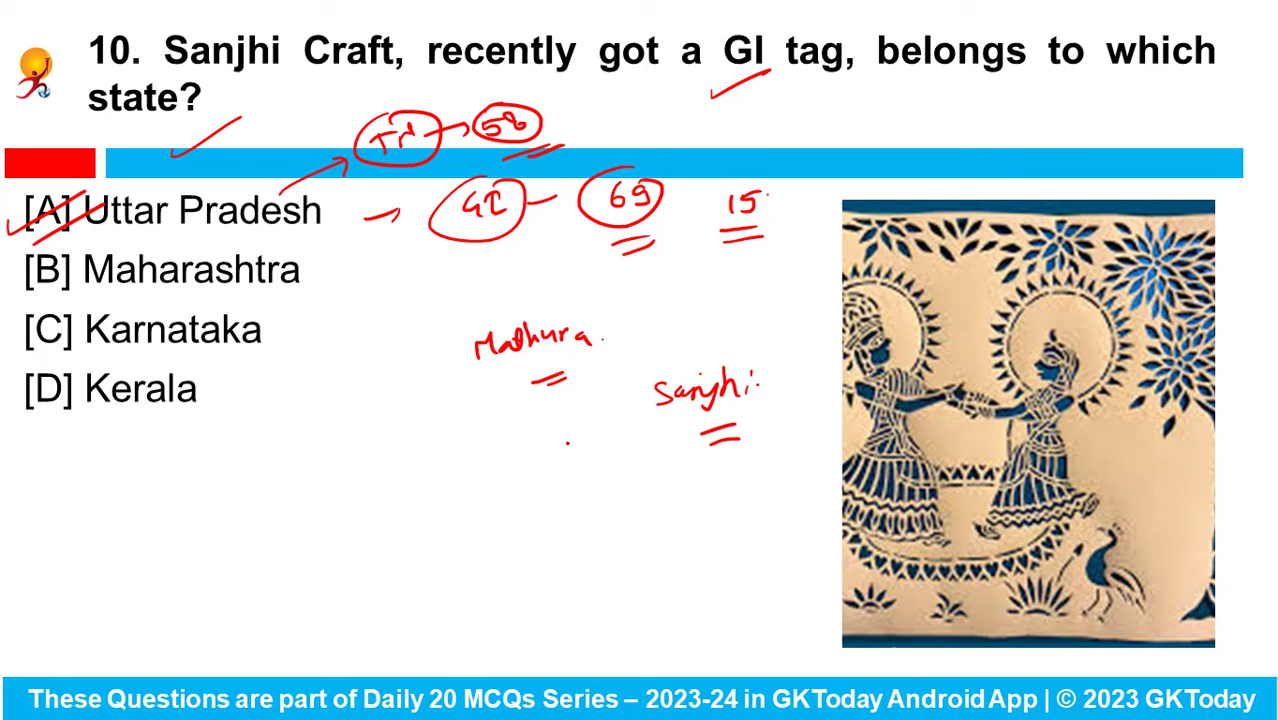 10. Sanjhi Craft, recently got a GI tag, belongs to which
state?
TN 58
[A] Uttar Pradesh GI - 69 15
[B] Maharashtra
[C] Karnataka
Mathura
Sanjhi
[D] Kerala
These Questions are part of Daily 20 MCQs Series – 2023-24 in GKToday Android App | © 2023 GKToday